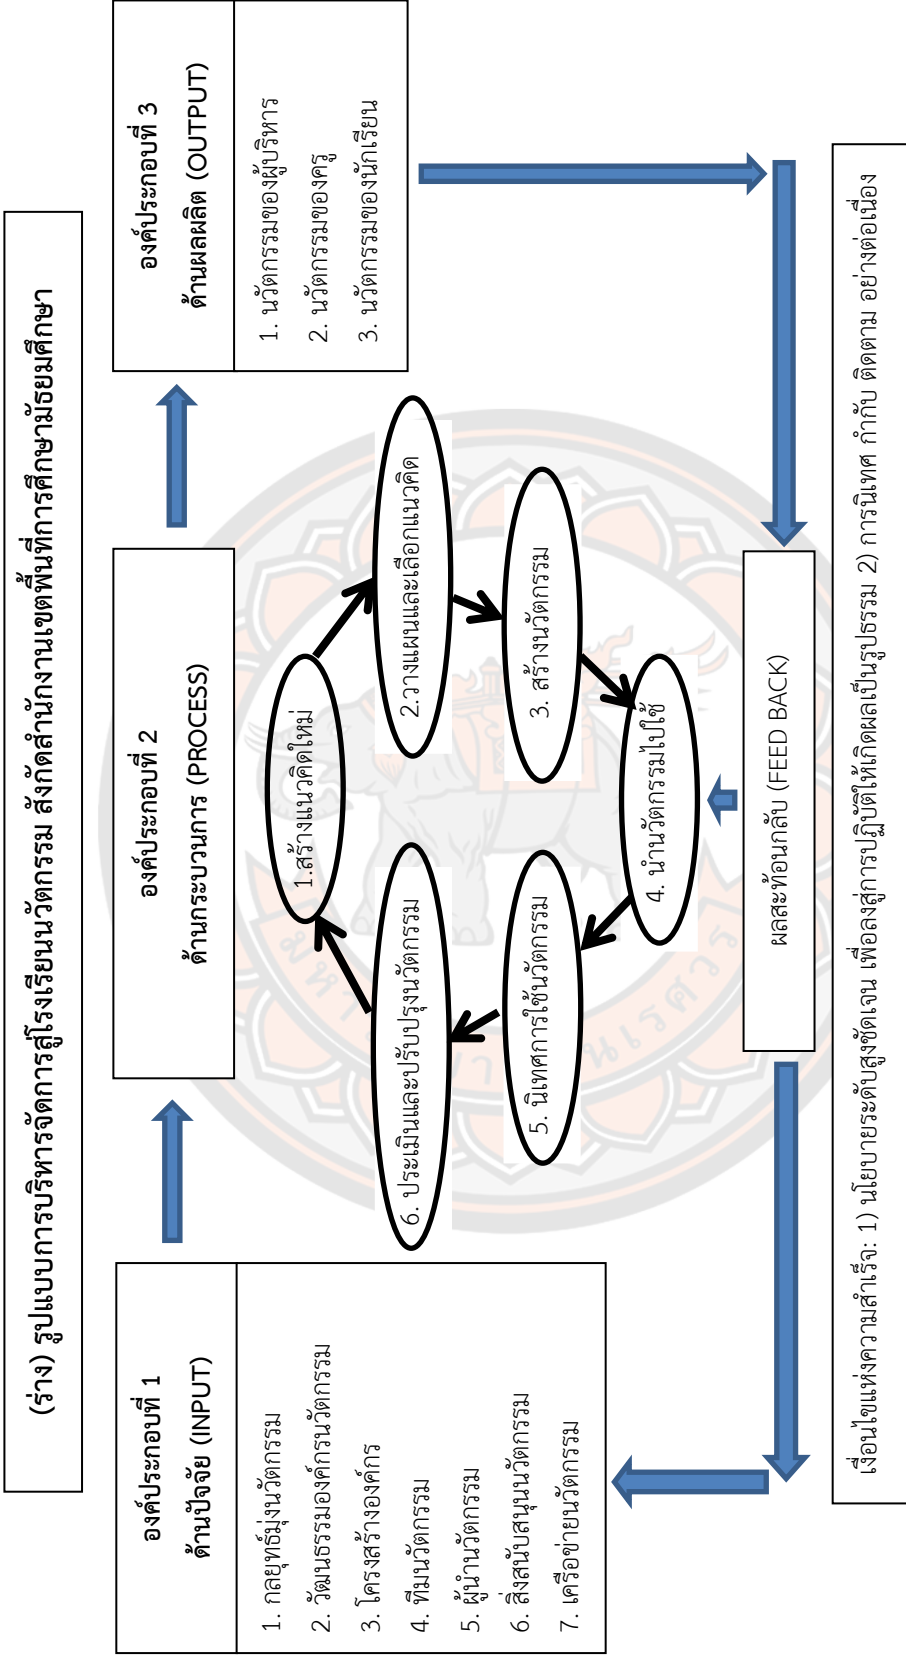 (ร่าง) รูปแบบการบริหารจัดการสู่โรงเรียนนวัตกรรม สังกัดสำนักงานเขตพื้นที่การศึกษามัธยมศึกษา
องค์ประกอบที่ 1
ด้านปัจจัย (INPUT)
1. กลยุทธ์มุ่งนวัตกรรม
2. วัฒนธรรมองค์กรนวัตกรรม
3. โครงสร้างองค์กร
4. ทีมนวัตกรรม
5. ผู้นำนวัตกรรม
6. สิ่งสนับสนุนนวัตกรรม
7. เครือข่ายนวัตกรรม
องค์ประกอบที่ 2
ด้านกระบวนการ (PROCESS)
1.สร้างแนวคิดใหม่
2.วางแผนและเลือกแนวคิด
3. สร้างนวัตกรรม
4. นำนวัตกรรมไปใช้
5. นิเทศการใช้นวัตกรรม
6. ประเมินและปรับปรุงนวัตกรรม
องค์ประกอบที่ 3
ด้านผลผลิต (OUTPUT)
1. นวัตกรรมของผู้บริหาร
2. นวัตกรรมของครู
3. นวัตกรรมของนักเรียน
ผลสะท้อนกลับ (FEED BACK)
เงื่อนไขแห่งความสำเร็จ: 1) นโยบายระดับสูงชัดเจน เพื่อลงสู่การปฏิบัติให้เกิดผลเป็นรูปธรรม 2) การนิเทศ กำกับ ติดตาม อย่างต่อเนื่อง